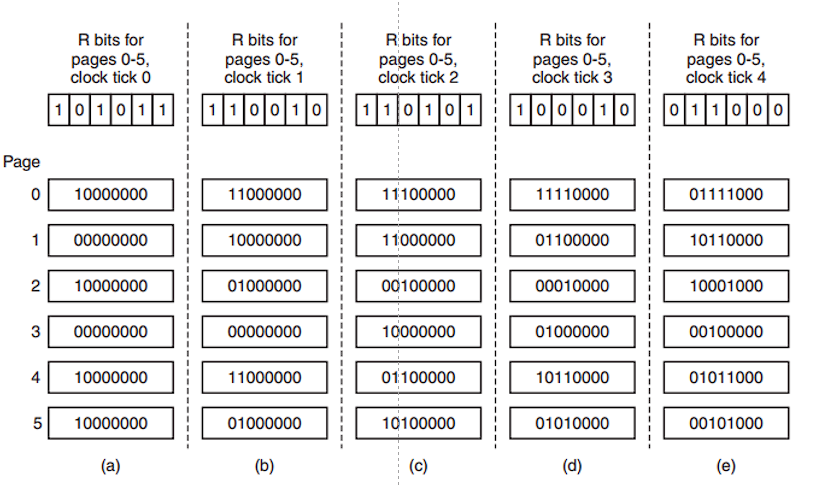 R bits for
pages 0-5,
clock tick 0
R bits for
pages 0-5,
clock tick 1
R bits for
pages 0-5,
clock tick 2
R bits for
pages 0-5,
clock tick 3
R bits for
pages 0-5,
clock tick 4
1 0 1 0 1 1
1 1 0 0 1 0
1 1 0 1 0 1
1 0 0 0 1 0
0 1 1 0 0 0
Page
0 10000000 11000000 11100000 11110000 01111000
1 00000000 10000000 11000000 01100000 10110000
2 10000000 01000000 00100000 00010000 10001000
3 00000000 00000000 10000000 01000000 00100000
4 10000000 11000000 01100000 10110000 01011000
5 10000000 01000000 10100000 01010000 00101000
(a) (b) (c) (d) (e)